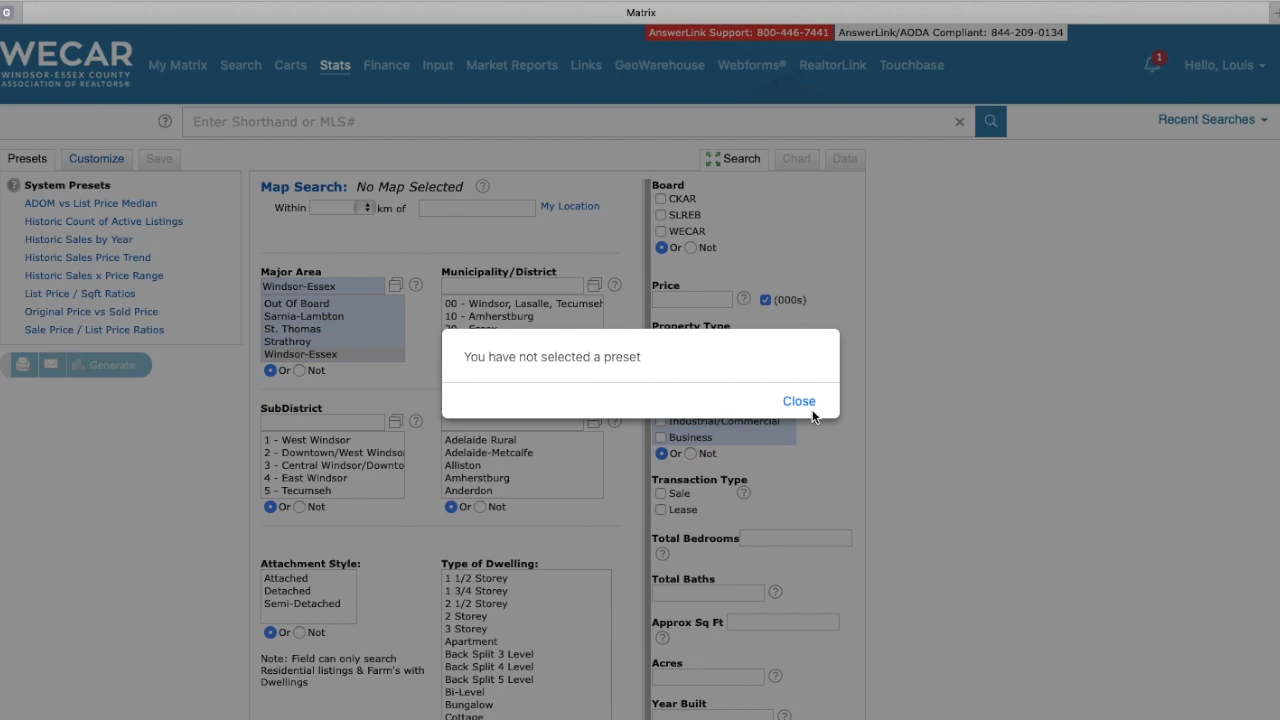 G
Matrix
AnswerLink Support: 800-446-7441 AnswerLink/AODA Compliant: 844-209-0134
WECAR
WINDSOR-ESSEX COUNTY
ASSOCIATION OF REALTORS®
My Matrix Search Carts Stats Finance Input Market Reports Links GeoWarehouse Webforms® RealtorLink Touchbase
1
Hello, Louis
? Enter Shorthand or MLS#
Recent Searches
Presets Customize Save
Search Chart Data
? System Presets
ADOM vs List Price Median
Historic Count of Active Listings
Historic Sales by Year
Historic Sales Price Trend
Historic Sales x Price Range
List Price / Sqft Ratios
Original Price vs Sold Price
Sale Price / List Price Ratios
Generate
Map Search: No Map Selected ?
Within km of My Location
Major Area
Windsor-Essex ?
Out Of Board
Sarnia-Lambton
St. Thomas
Strathroy
Windsor-Essex
Or Not
Municipality/District
?
00 - Windsor, Lasalle, Tecumseh
10 - Amherstburg
SubDistrict
?
1 - West Windsor
2 - Downtown/West Windsor
3 - Central Windsor/Downto
4 - East Windsor
5 - Tecumseh
Or Not
Adelaide Rural
Adelaide-Metcalfe
Alliston
Amherstburg
Anderdon
Or Not
Attachment Style:
Attached
Detached
Semi-Detached
Or Not
Note: Field can only search
Residential listings & Farm's with
Dwellings
Type of Dwelling:
1 1/2 Storey
1 3/4 Storey
2 1/2 Storey
2 Storey
3 Storey
Apartment
Back Split 3 Level
Back Split 4 Level
Back Split 5 Level
Bi-Level
Bungalow
Cottage
Board
CKAR
SLREB
WECAR
Or Not
Price
? (000s)
Property Type
Industrial/Commercial
Business
Or Not
Transaction Type
Sale ?
Lease
Total Bedrooms
?
Total Baths
?
Approx Sq Ft
?
Acres
?
Year Built
?
You have not selected a preset
Close